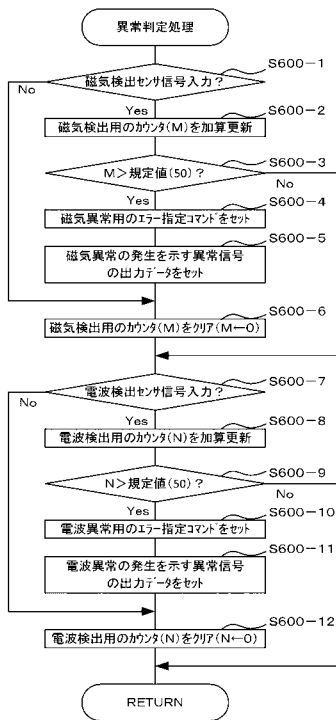 異常判定処理
S600-1
磁気検出センサ信号入力?
No
Yes
S600-2
磁気検出用のカウンタ(M)を加算更新
S600-3
M>規定値(50)?
No
Yes
S600-4
磁気異常用のエラー指定コマンドをセット
S600-5
磁気異常の発生を示す異常信号
の出力データをセット
S600-6
磁気検出用のカウンタ(M)をクリア(M←0)
S600-7
電波検出センサ信号入力?
No
Yes
S600-8
電波検出用のカウンタ(N)を加算更新
S600-9
N>規定値(50)?
No
Yes
S600-10
電波異常用のエラー指定コマンドをセット
S600-11
電波異常の発生を示す異常信号
の出力データをセット
S600-12
電波検出用のカウンタ(N)をクリア(N←0)
RETURN